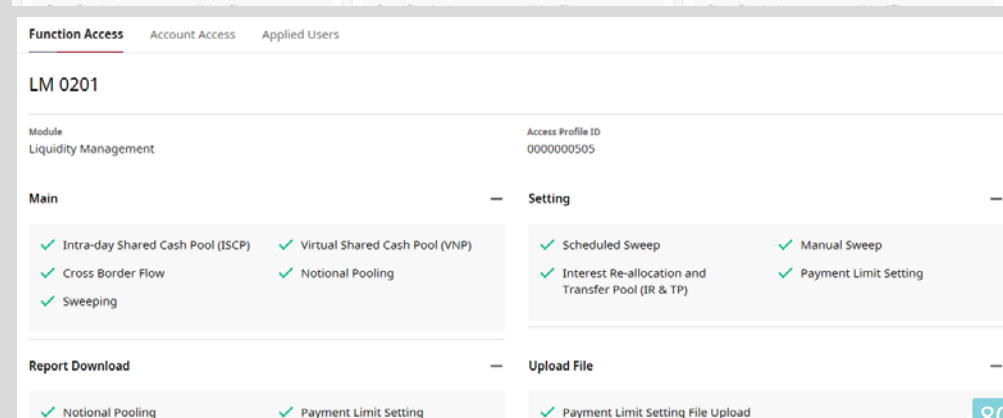 Function Access Account Access Applied Users
LM 0201
Module
Liquidity Management
Access Profile ID
0000000505
Main
Intra-day Shared Cash Pool (ISCP) Virtual Shared Cash Pool (VNP)
Cross Border Flow Notional Pooling
Sweeping
Setting
Scheduled Sweep Manual Sweep
Interest Re-allocation and Payment Limit Setting
Transfer Pool (IR & TP)
Report Download
Notional Pooling Payment Limit Setting
Upload File
Payment Limit Setting File Upload